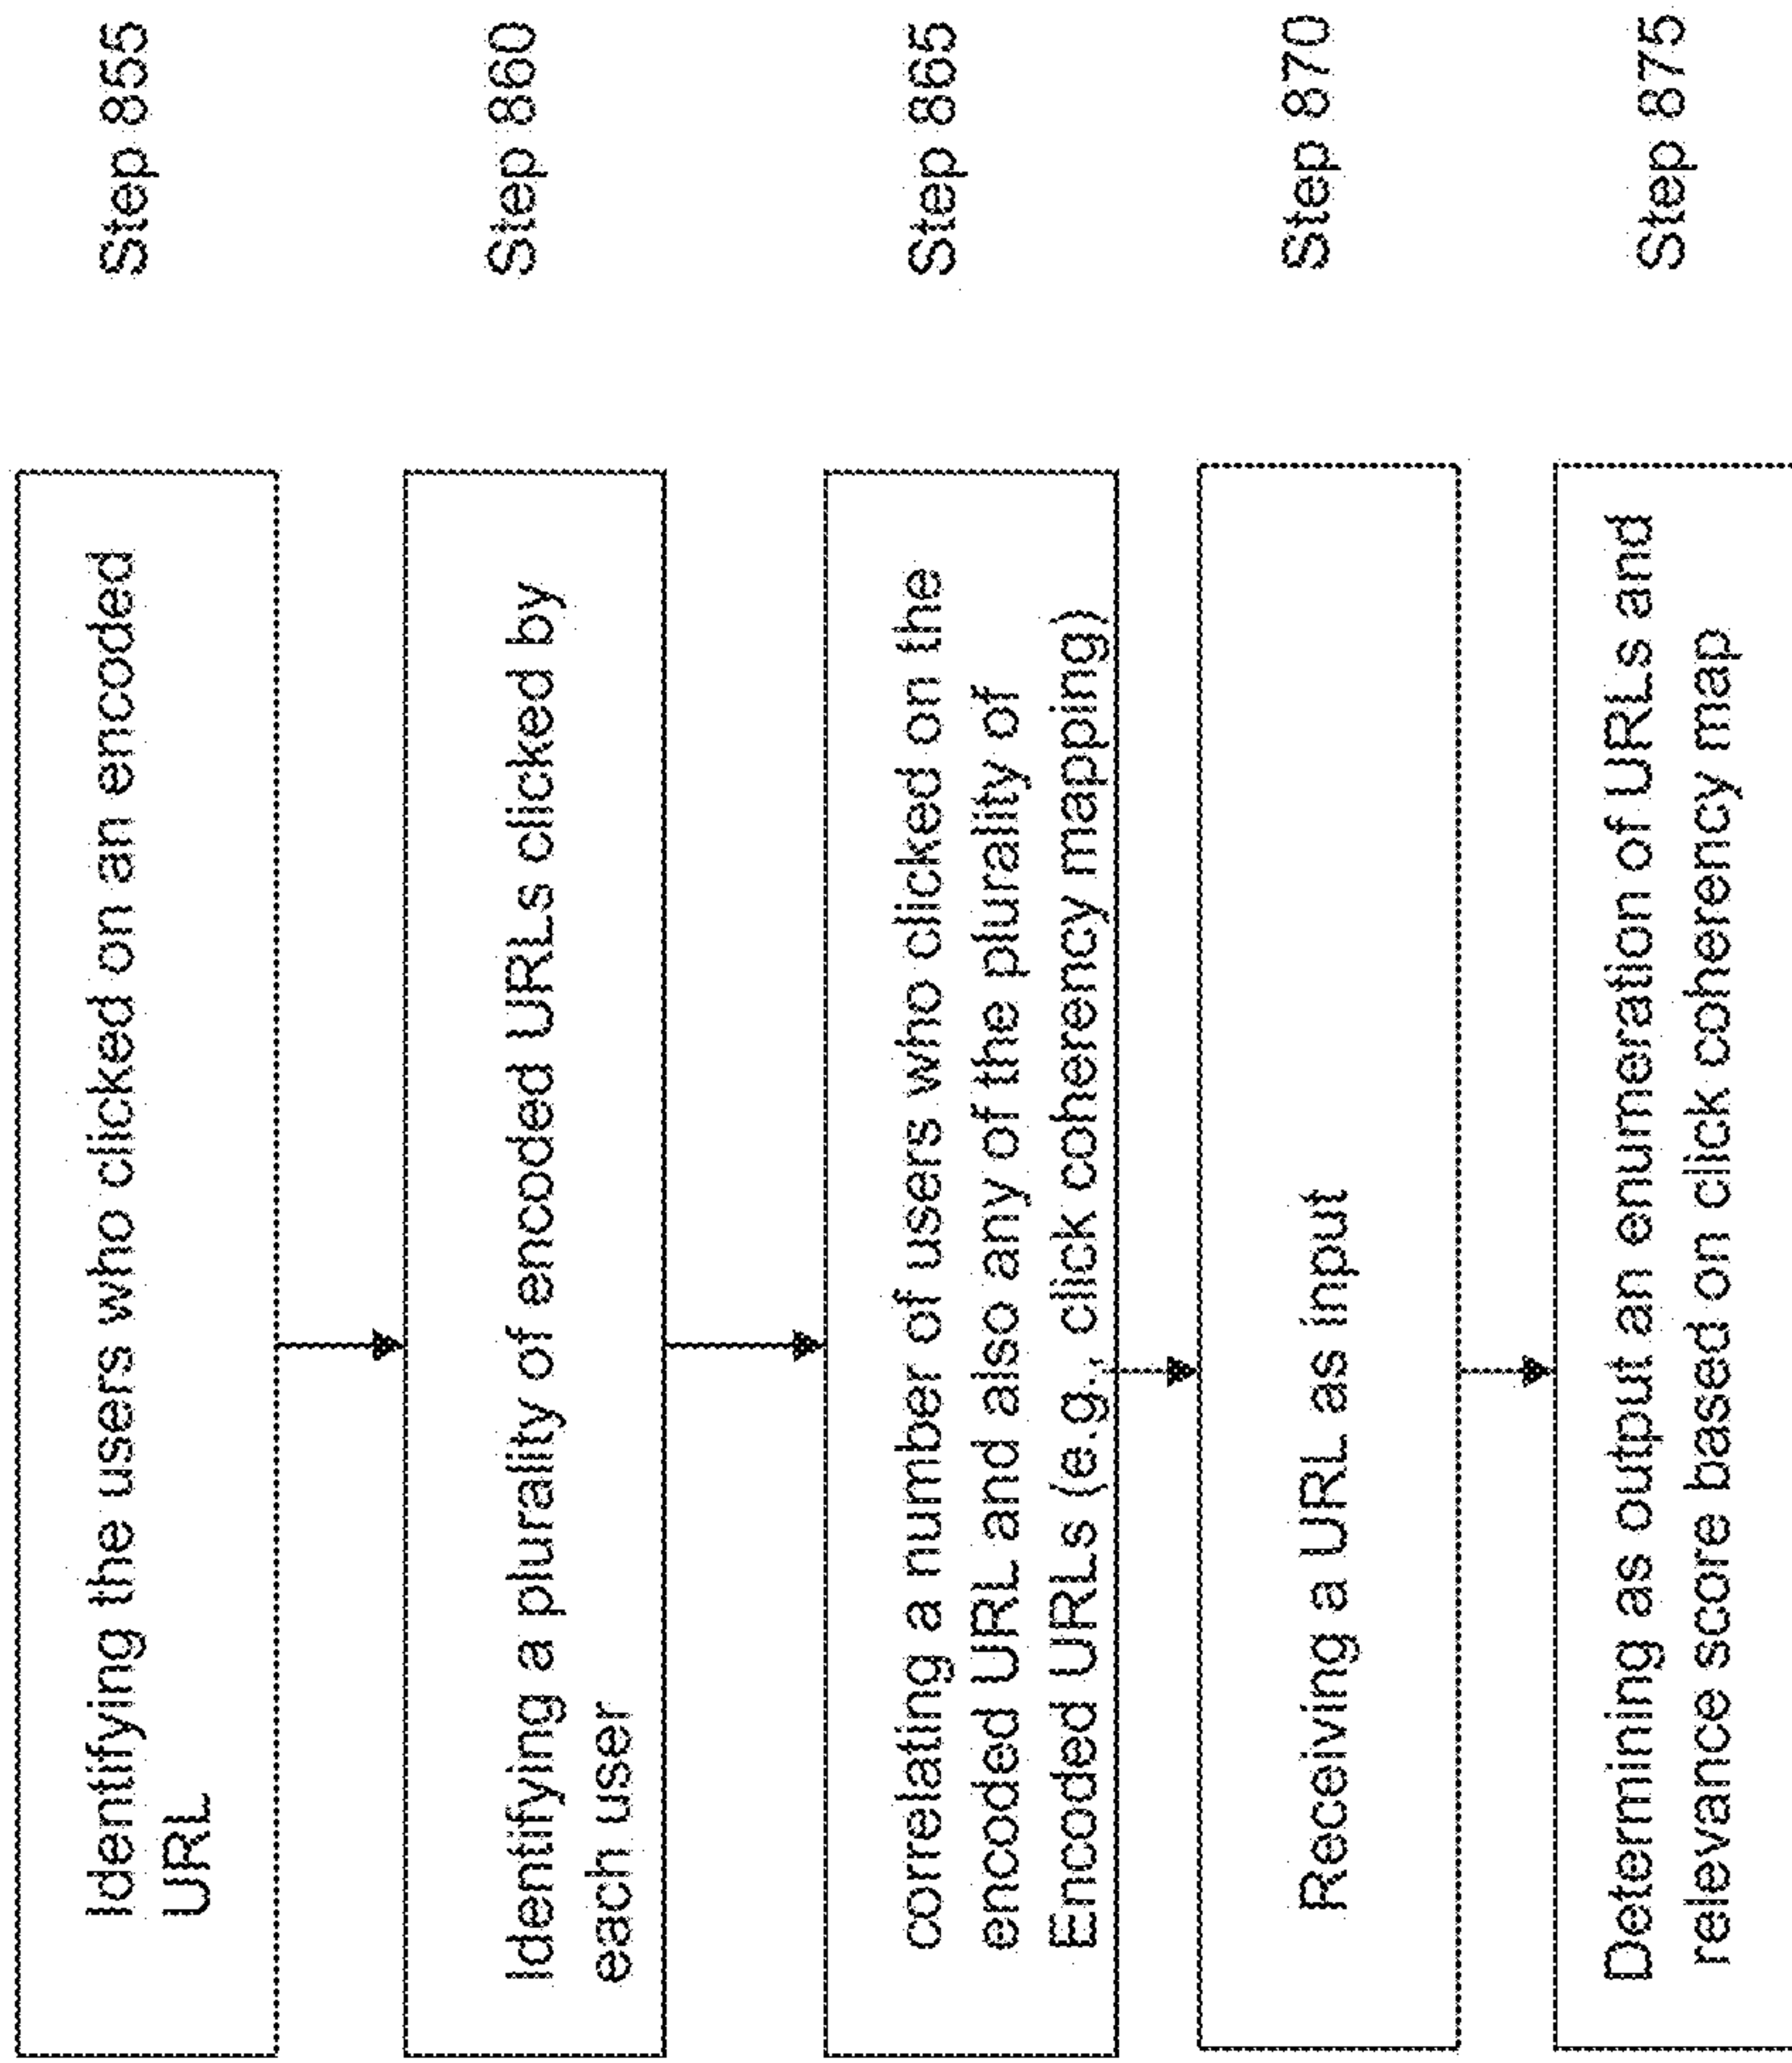 Identifying the users who clicked on an encoded
URL
Step 855
Identifying a plurality of encoded URLs clicked by
each user
Step 860
correlating a number of users who clicked on the
encoded URL and also any of the plurality of
Encoded URLs (e.g., click coherency mapping)
Step 865
Receiving a URL as input
Step 870
Determining as output an enumeration of URLs and
relevance score based on click coherency map
Step 875